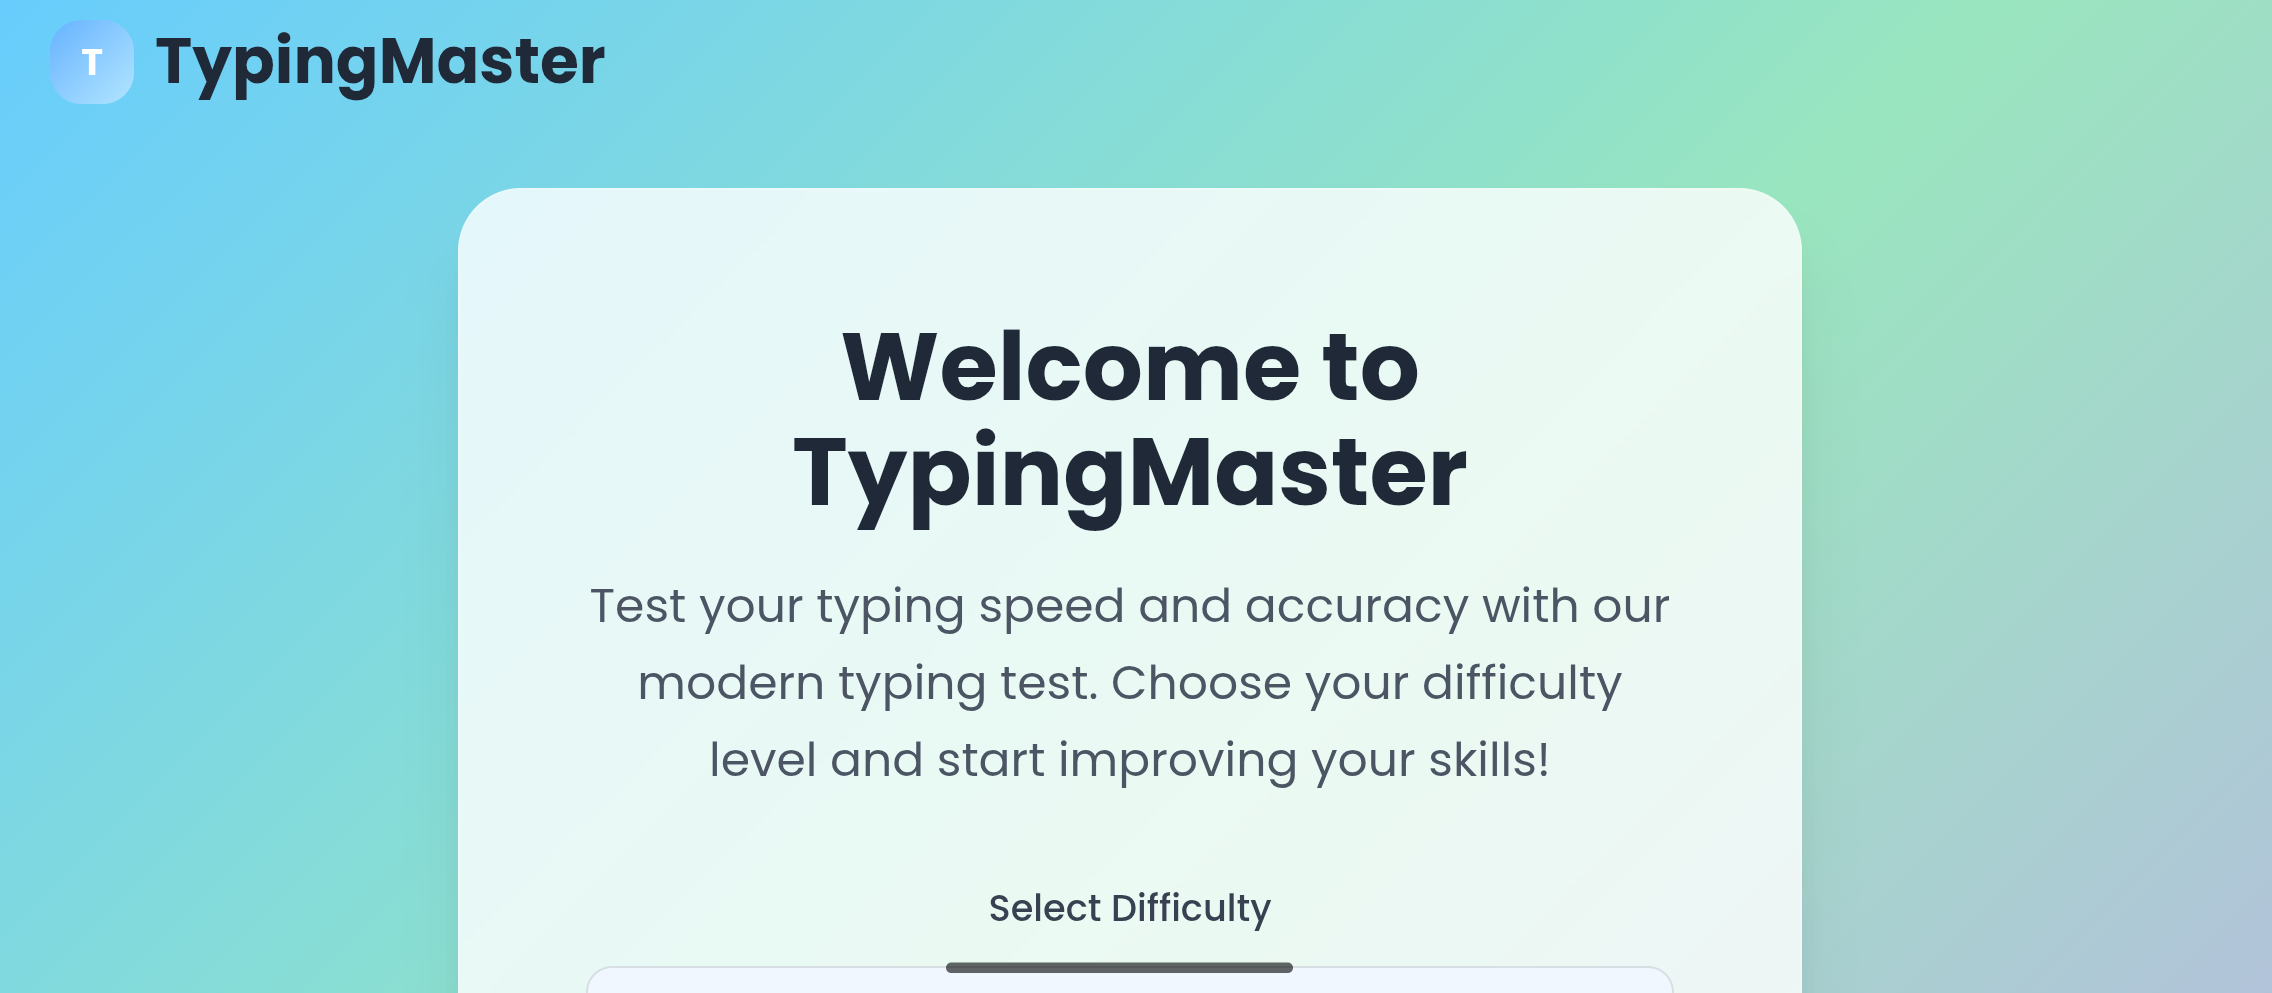 T
TypingMaster
Welcome to
TypingMaster
Test your typing speed and accuracy with our
modern typing test. Choose your difficulty
level and start improving your skills!
Select Difficulty